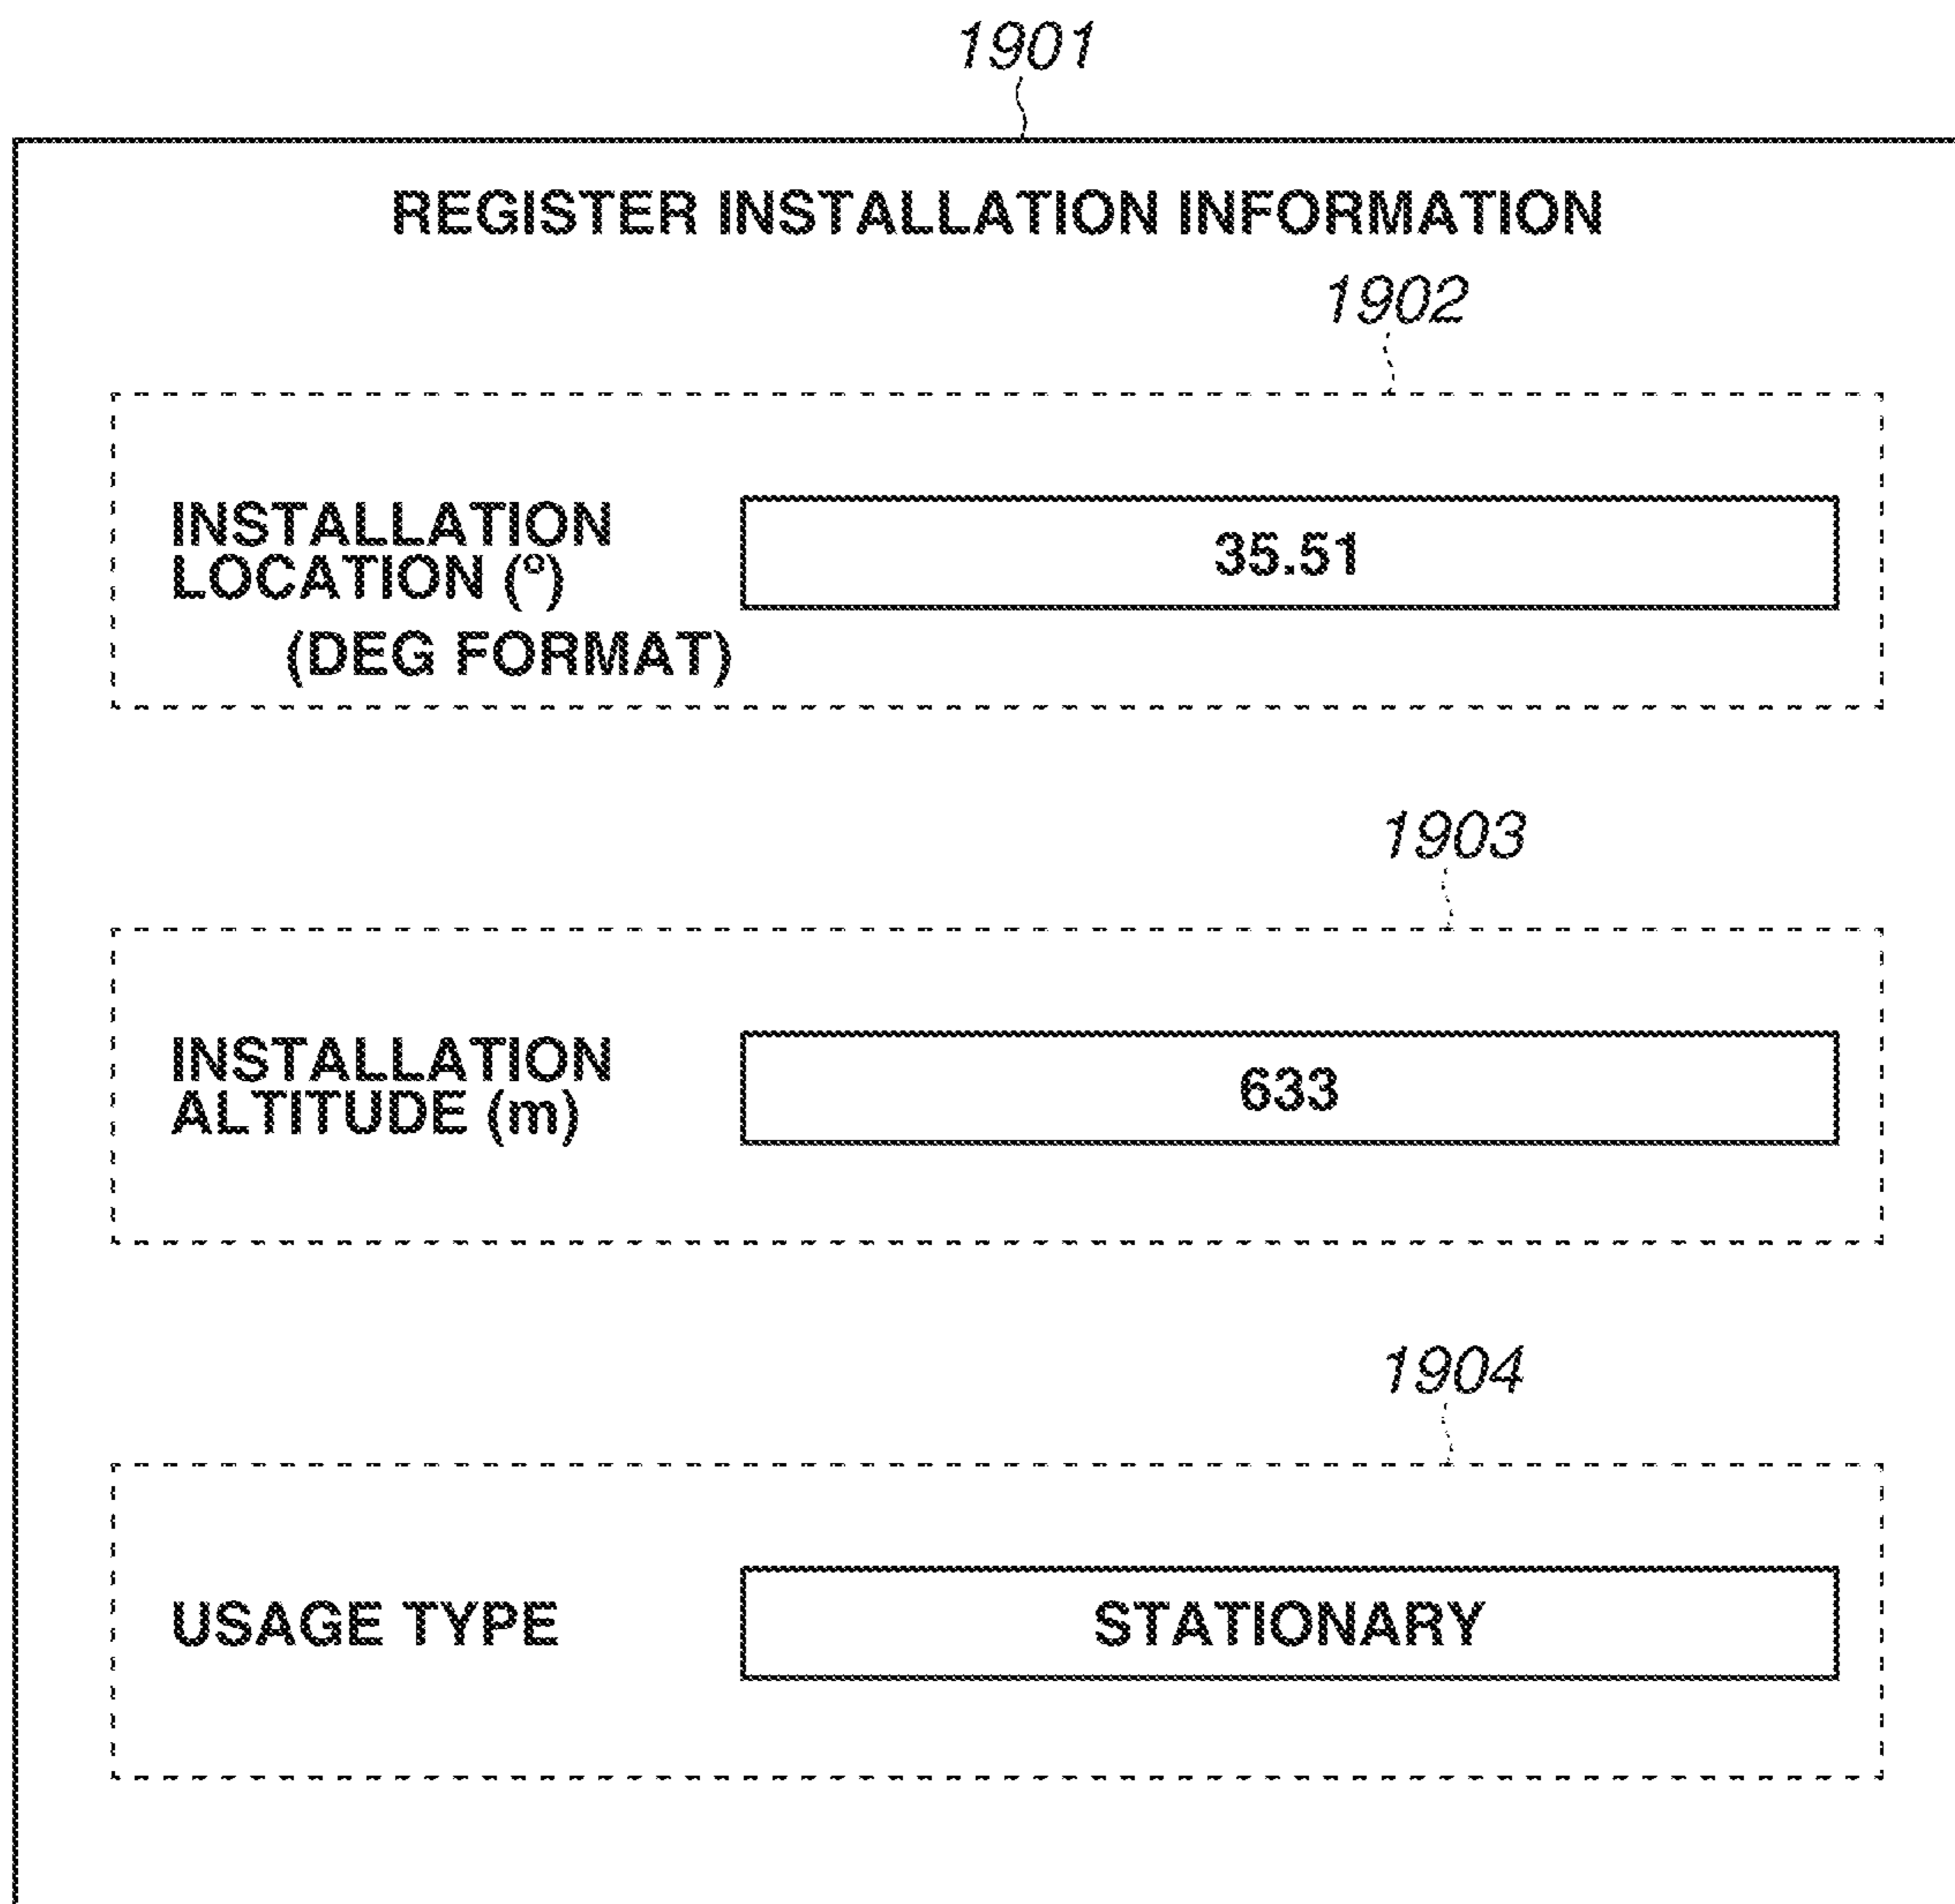 1901
REGISTER INSTALLATION INFORMATION
1902
INSTALLATION
LOCATION (°)
(DEG FORMAT)
35.51
1903
INSTALLATION
ALTITUDE (m)
633
1904
USAGE TYPE
STATIONARY